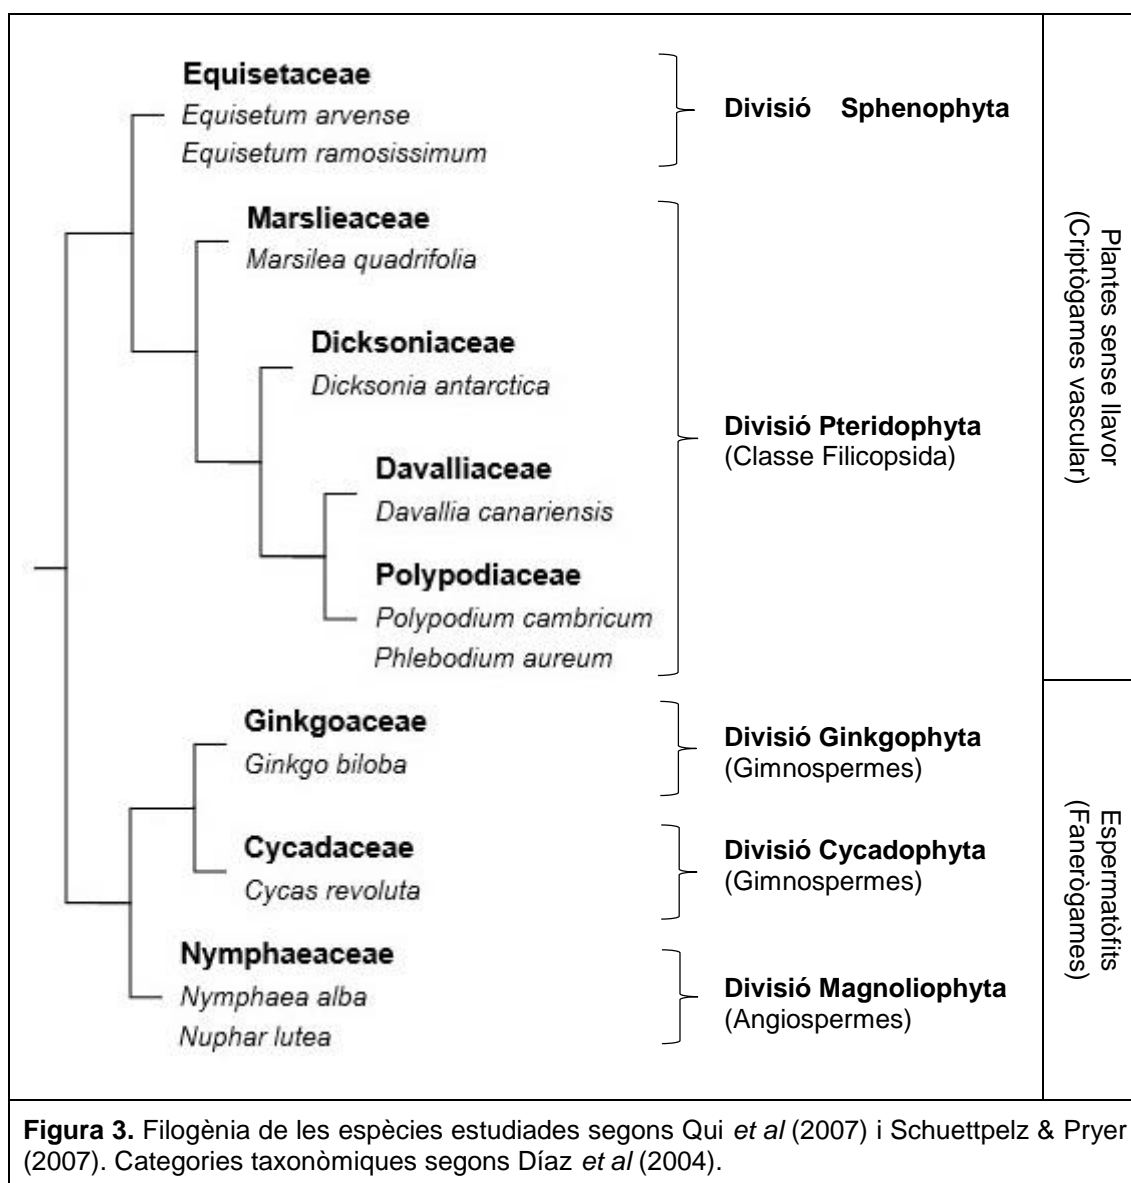 Equisetaceae
Equisetum arvense
Equisetum ramosissimum
Divisió Sphenophyta
Marslieaceae
Marsilea quadrifolia
Dicksoniaceae
Dicksonia antarctica
Davalliaceae
Davallia canariensis
Polypodiaceae
Polypodium cambricum
Phlebodium aureum
Divisió Pteridophyta
(Classe Filicopsida)
Plantes sense llavor
(Criptògames vascular)
Ginkgoaceae
Ginkgo biloba
Divisió Ginkgophyta
(Gimnospermes)
Cycadaceae
Cycas revoluta
Divisió Cycadophyta
(Gimnospermes)
Nymphaeaceae
Nymphaea alba
Nuphar lutea
Divisió Magnoliophyta
(Angiospermes)
Espermatòfits
(Fanerògames)
Figura 3. Filogènia de les espècies estudiades segons Qui et al (2007) i Schuettpelz & Pryer
(2007). Categories taxonòmiques segons Díaz et al (2004).